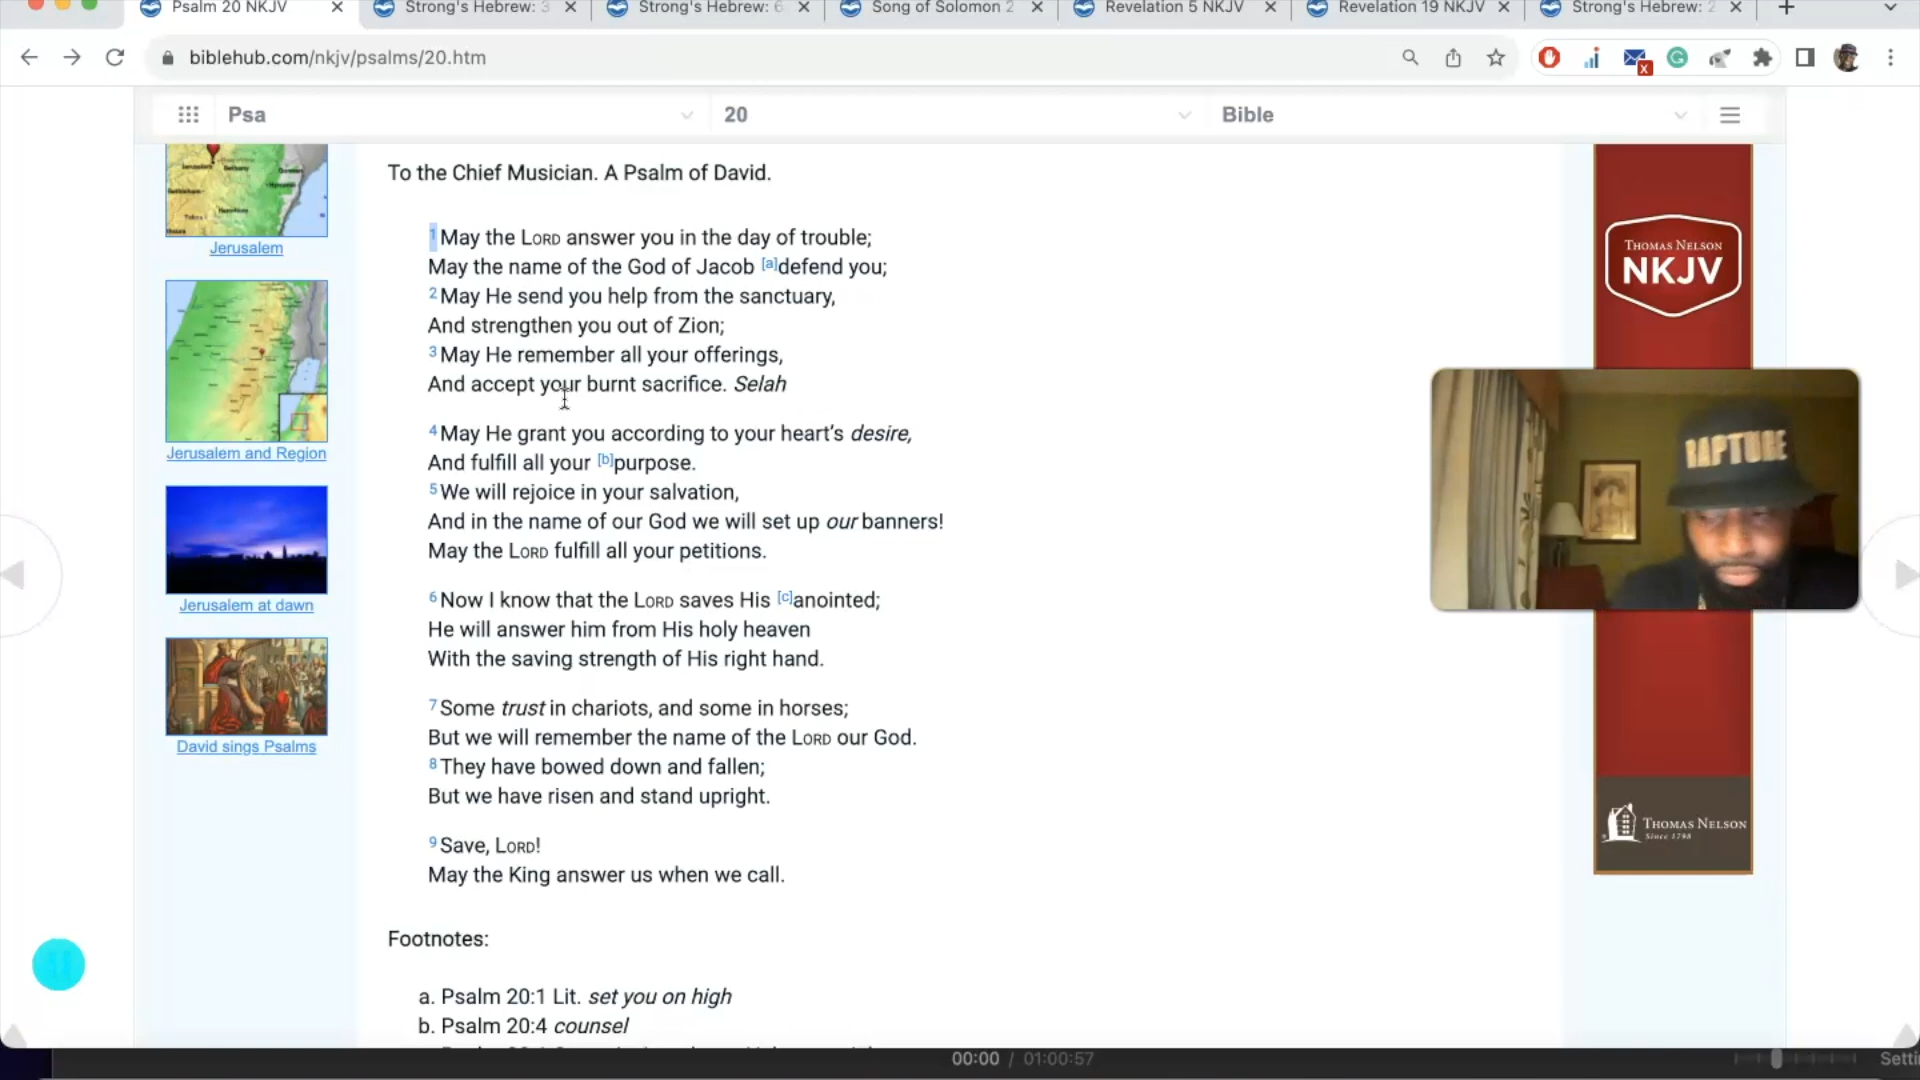 Psalm 20 NKJV
Strong's Hebrew: 3
Strong's Hebrew: 6
Song of Solomon 2
Revelation 5 NKJV
Revelation 19 NKJV
Strong's Hebrew: 2
biblehub.com/nkjv/psalms/20.htm
Psa
20
Bible
To the Chief Musician. A Psalm of David.
1 May the LORD answer you in the day of trouble;
May the name of the God of Jacob [a]defend you;
2 May He send you help from the sanctuary,
And strengthen you out of Zion;
3 May He remember all your offerings,
And accept your burnt sacrifice. Selah
4 May He grant you according to your heart's desire,
And fulfill all your [b]purpose.
5 We will rejoice in your salvation,
And in the name of our God we will set up our banners!
May the LORD fulfill all your petitions.
6 Now I know that the LORD saves His [c]anointed;
He will answer him from His holy heaven
With the saving strength of His right hand.
7 Some trust in chariots, and some in horses;
But we will remember the name of the LORD our God.
8 They have bowed down and fallen;
But we have risen and stand upright.
9 Save, LORD!
May the King answer us when we call.
Footnotes:
a. Psalm 20:1 Lit. set you on high
b. Psalm 20:4 counsel
Jerusalem
Jerusalem and Region
Jerusalem at dawn
David sings Psalms
THOMAS NELSON
NKJV
RAPTURE
THOMAS NELSON
Since 1798
00:00 / 01:00:57